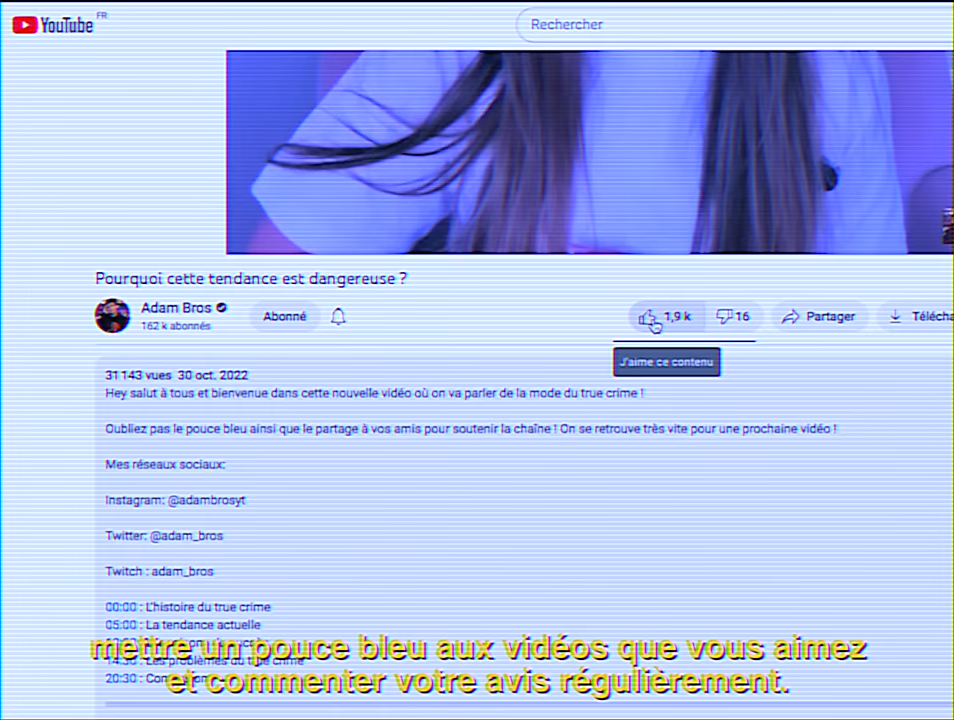 YouTube FR
Rechercher
Pourquoi cette tendance est dangereuse ?
Adam Bros
162 k abonnés
Abonné
1,9 k
16
Partager
Télécha
J'aime ce contenu
31 143 vues 30 oct. 2022
Hey salut à tous et bienvenue dans cette nouvelle vidéo où on va parler de la mode du true crime !
Oubliez pas le pouce bleu ainsi que le partage à vos amis pour soutenir la chaîne ! On se retrouve très vite pour une prochaine vidéo !
Mes réseaux sociaux:
Instagram: @adambrosyt
Twitter: @adam_bros
Twitch : adam_bros
00:00 : L'histoire du true crime
05:00 : La tendance actuelle
14:30 : Les problèmes du true crime
20:30 :
mettre un pouce bleu aux vidéos que vous aimez
et commenter votre avis régulièrement.